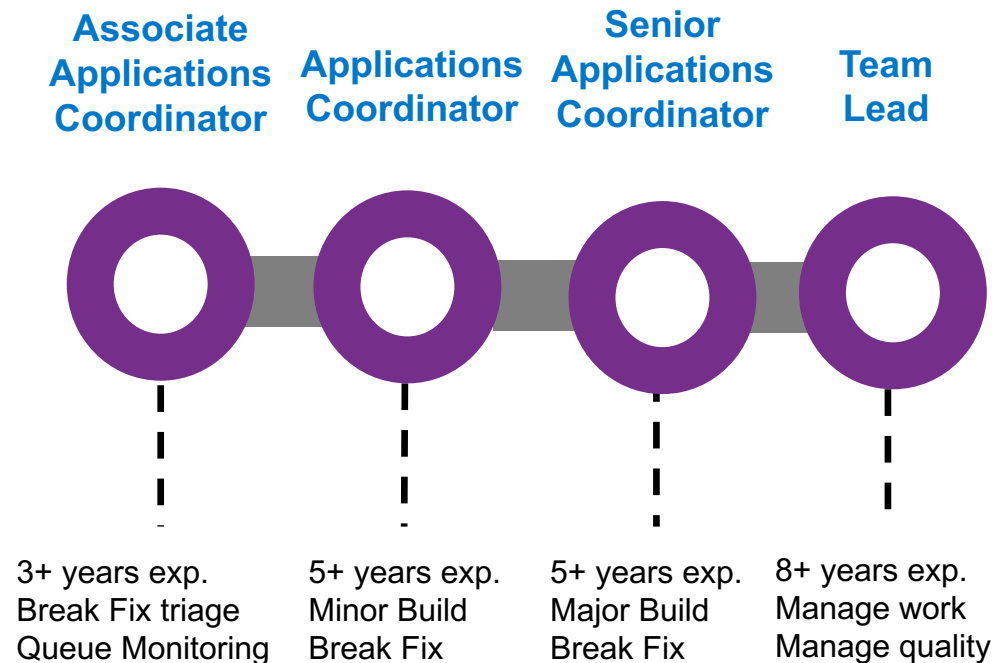 Associate
Applications
Coordinator
Applications
Coordinator
Senior
Applications
Coordinator
Team
Lead
3+ years exp.
Break Fix triage
Queue Monitoring
5+ years exp.
Minor Build
Break Fix
5+ years exp.
Major Build
Break Fix
8+ years exp.
Manage work
Manage quality